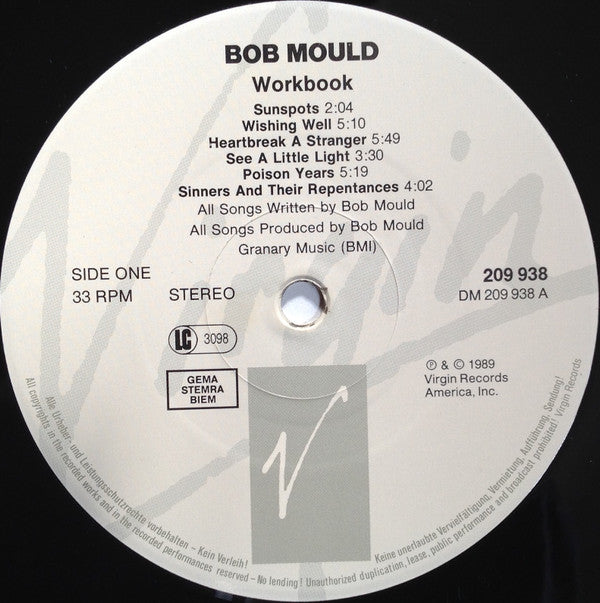 BOB MOULD
Workbook
Sunspots 2:04
Wishing Well 5:10
Heartbreak A Stranger 5:49
See A Little Light 3:30
Poison Years 5:19
Sinners And Their Repentances 4:02
All Songs Written by Bob Mould
All Songs Produced by Bob Mould
Granary Music (BMI)
SIDE ONE
33 RPM
STEREO
209 938
DM 209 938 A
LC 3098
GEMA
STEMRA
BIEM
℗ & © 1989
Virgin Records
America, Inc.
Virgin
V
Alle Urheber- und Leistungsschutzrechte vorbehalten – Kein Verleih! Keine unerlaubte Vervielfältigung, Vermietung, Aufführung, Sendung!
All copyrights in the recorded works and in the recorded performances reserved – No lending! Unauthorized duplication, lease, public performance and broadcast prohibited! Virgin Records